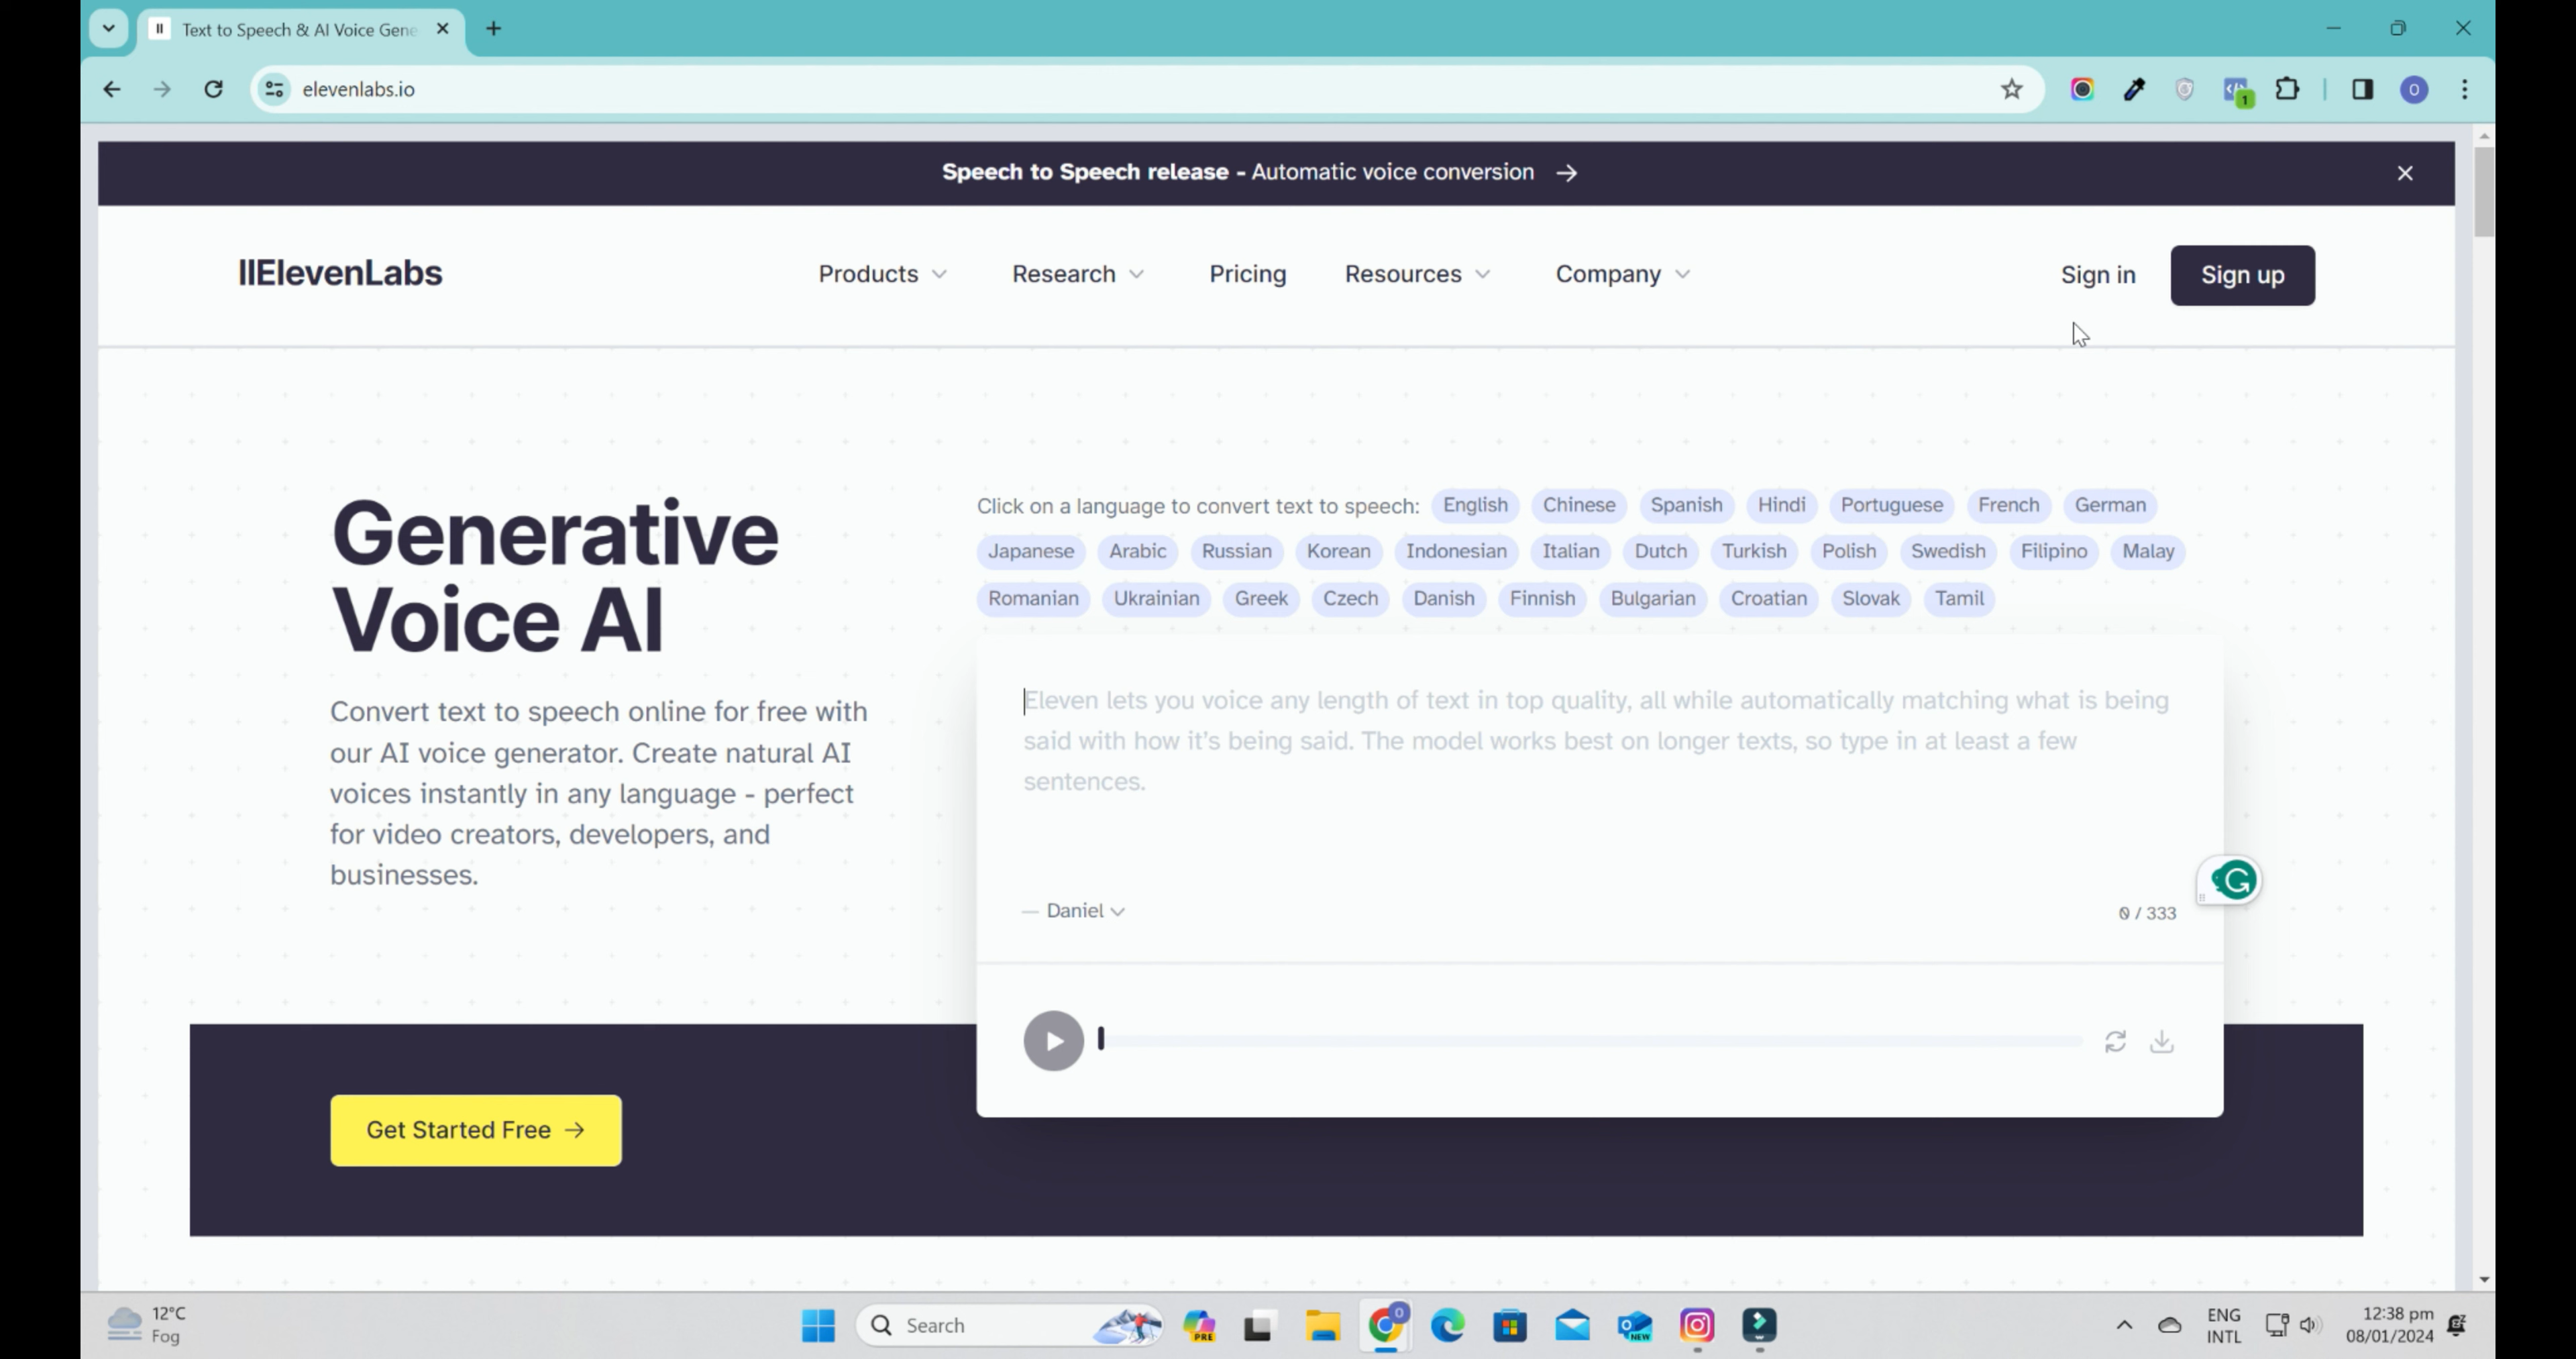 Text to Speech & AI Voice Gene
elevenlabs.io
Speech to Speech release - Automatic voice conversion →
IIElevenLabs
Products
Research
Pricing
Resources
Company
Sign in
Sign up
Generative
Voice AI
Convert text to speech online for free with
our AI voice generator. Create natural AI
voices instantly in any language - perfect
for video creators, developers, and
businesses.
Click on a language to convert text to speech: English Chinese Spanish Hindi Portuguese French German
Japanese Arabic Russian Korean Indonesian Italian Dutch Turkish Polish Swedish Filipino Malay
Romanian Ukrainian Greek Czech Danish Finnish Bulgarian Croatian Slovak Tamil
Eleven lets you voice any length of text in top quality, all while automatically matching what is being
said with how it's being said. The model works best on longer texts, so type in at least a few
sentences.
— Daniel
0 / 333
Get Started Free →
12°C
Fog
Search
PRE
NEW
ENG
INTL
12:38 pm
08/01/2024